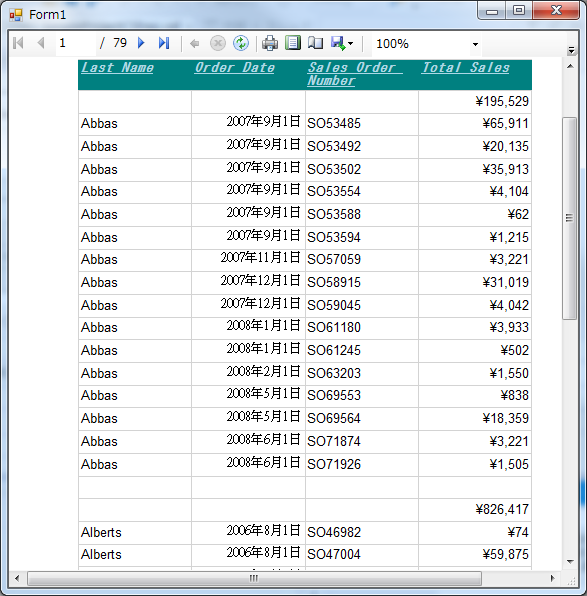 Form1
1 / 79 100%
Last Name Order Date Sales Order Number Total Sales
¥195,529
Abbas 2007年9月1日 SO53485 ¥65,911
Abbas 2007年9月1日 SO53492 ¥20,135
Abbas 2007年9月1日 SO53502 ¥35,913
Abbas 2007年9月1日 SO53554 ¥4,104
Abbas 2007年9月1日 SO53588 ¥62
Abbas 2007年9月1日 SO53594 ¥1,215
Abbas 2007年11月1日 SO57059 ¥3,221
Abbas 2007年12月1日 SO58915 ¥31,019
Abbas 2007年12月1日 SO59045 ¥4,042
Abbas 2008年1月1日 SO61180 ¥3,933
Abbas 2008年1月1日 SO61245 ¥502
Abbas 2008年2月1日 SO63203 ¥1,550
Abbas 2008年5月1日 SO69553 ¥838
Abbas 2008年5月1日 SO69564 ¥18,359
Abbas 2008年6月1日 SO71874 ¥3,221
Abbas 2008年6月1日 SO71926 ¥1,505
¥826,417
Alberts 2006年8月1日 SO46982 ¥74
Alberts 2006年8月1日 SO47004 ¥59,875